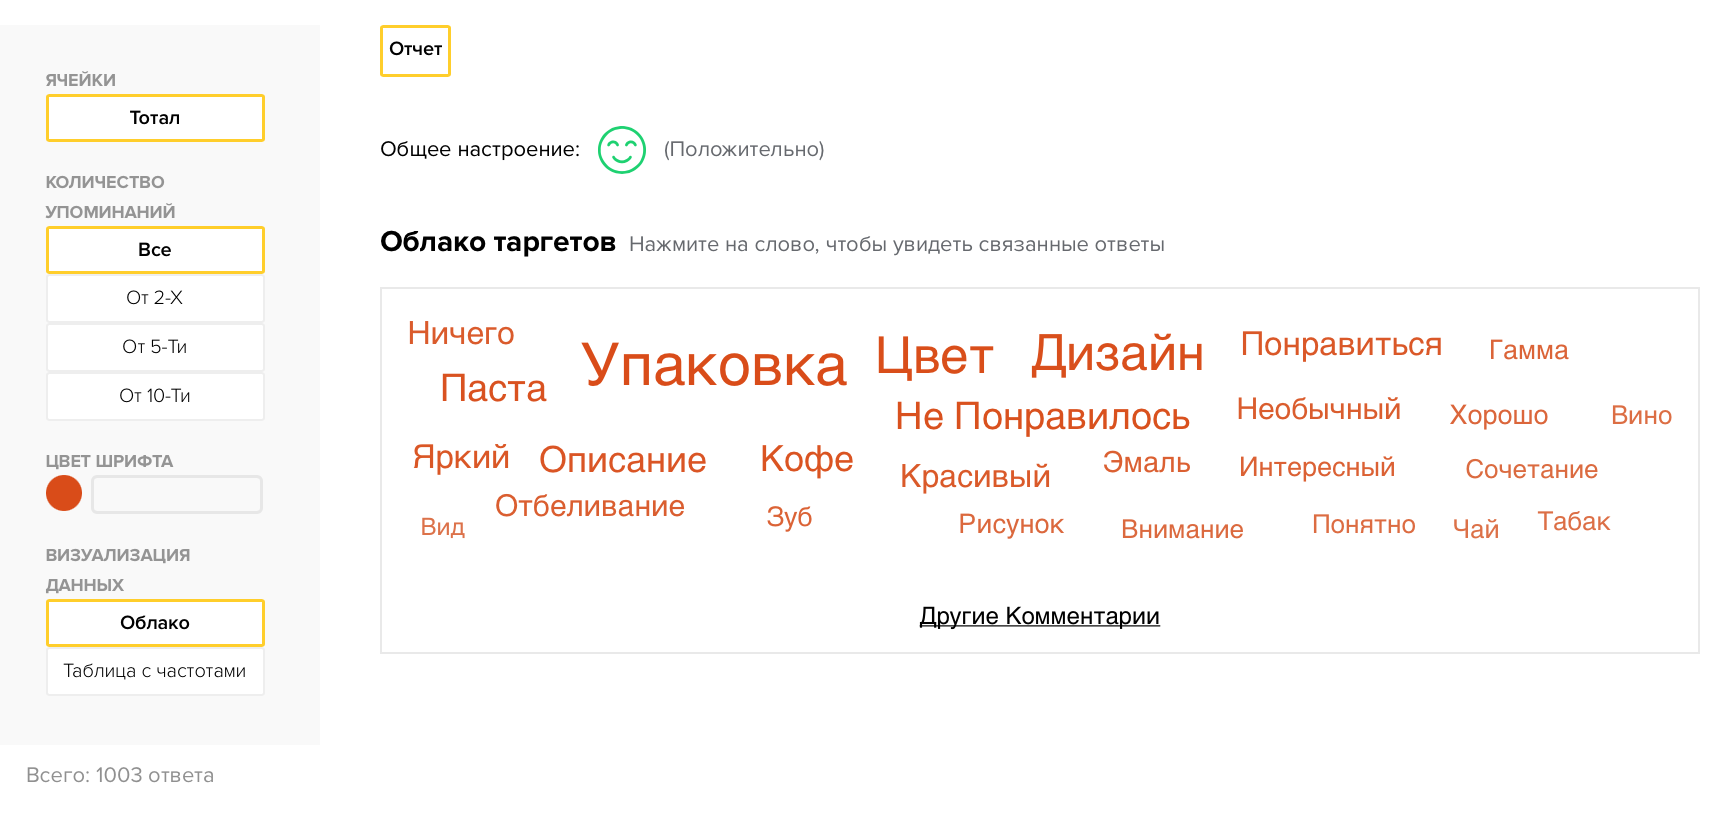 ЯЧЕЙКИ
Тотал
КОЛИЧЕСТВО
УПОМИНАНИЙ
Все
От 2-Х
От 5-Ти
От 10-Ти
ЦВЕТ ШРИФТА
ВИЗУАЛИЗАЦИЯ
ДАННЫХ
Облако
Таблица с частотами
Всего: 1003 ответа
Отчет
Общее настроение: (Положительно)
Облако таргетов Нажмите на слово, чтобы увидеть связанные ответы
Ничего Упаковка Цвет Дизайн Понравиться Гамма
Паста Не Понравилось Необычный Хорошо Вино
Яркий Описание Кофе Красивый Эмаль Интересный Сочетание
Вид Отбеливание Зуб Рисунок Внимание Понятно Чай Табак
Другие Комментарии